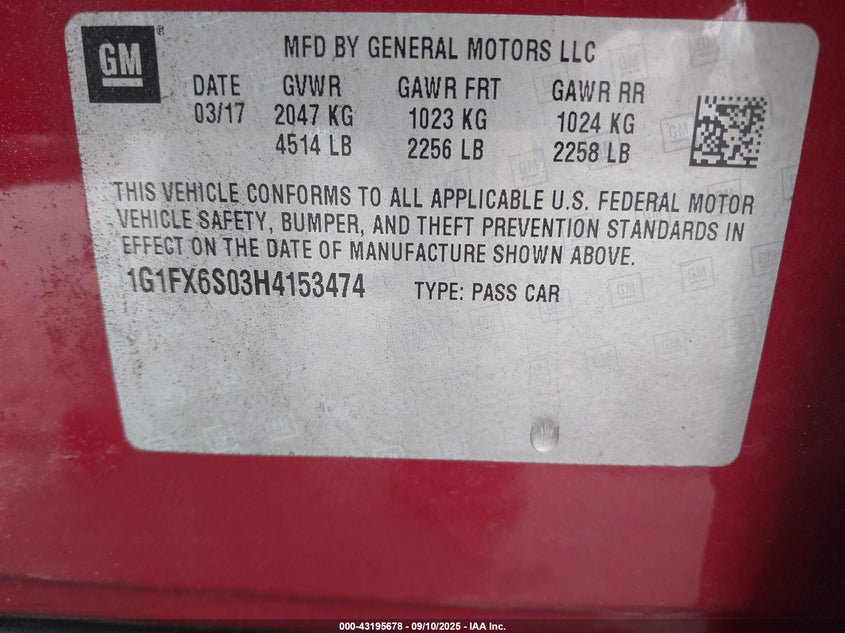 GM
MFD BY GENERAL MOTORS LLC
DATE GVWR GAWR FRT GAWR RR
03/17 2047 KG 1023 KG 1024 KG
4514 LB 2256 LB 2258 LB
THIS VEHICLE CONFORMS TO ALL APPLICABLE U.S. FEDERAL MOTOR
VEHICLE SAFETY, BUMPER, AND THEFT PREVENTION STANDARDS IN
EFFECT ON THE DATE OF MANUFACTURE SHOWN ABOVE.
1G1FX6S03H4153474 TYPE: PASS CAR
000-43195678 - 09/10/2025 - IAA Inc.